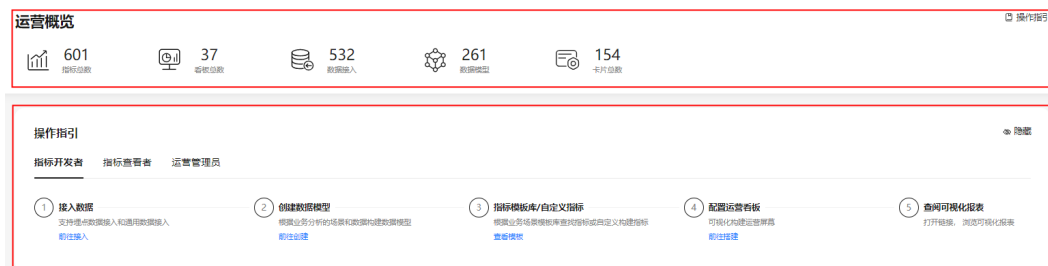 运营概览
操作指引
601
指标总数
37
看板总数
532
数据接入
261
数据模型
154
卡片总数
操作指引
隐藏
指标开发者 指标查看者 运营管理员
1 接入数据
支持埋点数据接入和通用数据接入
前往接入
2 创建数据模型
根据业务分析的场景和数据构建数据模型
前往创建
3 指标模板库/自定义指标
根据业务场景模板库查找指标或自定义构建指标
查看模板
4 配置运营看板
可视化构建运营屏幕
前往搭建
5 查阅可视化报表
打开链接，浏览可视化报表